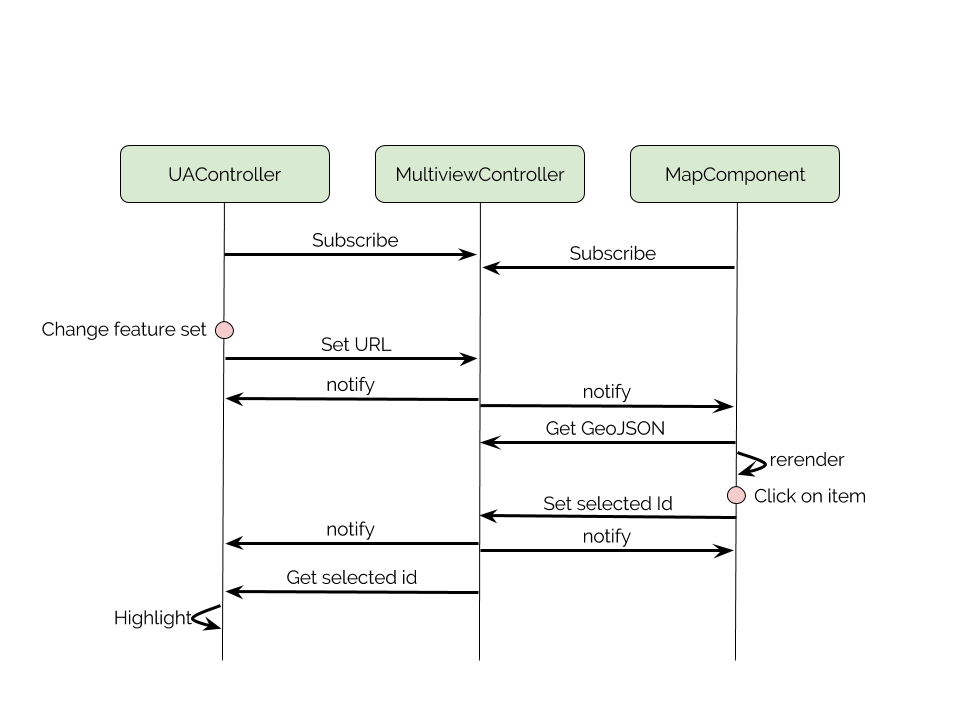 UAController
MultiviewController
MapComponent
Subscribe
Subscribe
Change feature set
Set URL
notify
notify
Get GeoJSON
rerender
Click on item
Set selected Id
notify
notify
Get selected id
Highlight